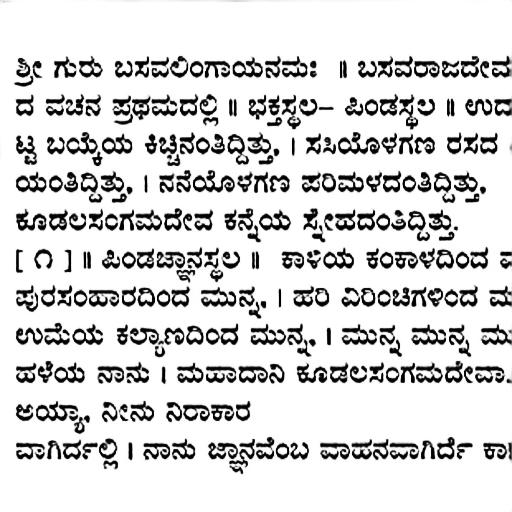 ಶ್ರೀ ಗುರು ಬಸವಲಿಂಗಾಯನಮಃ ॥ ಬಸವರಾಜದೇವ
ದ ವಚನ ಪ್ರಥಮದಲ್ಲಿ ॥ ಭಕ್ತಸ್ಥಲ– ಪಿಂಡಸ್ಥಲ ॥ ಉದ
ಟ್ಟ ಬಯ್ಕೆಯ ಕಿಚ್ಚಿನಂತಿದ್ದಿತ್ತು, । ಸಸಿಯೊಳಗಣ ರಸದ
ಯಂತಿದ್ದಿತ್ತು, । ನನೆಯೊಳಗಣ ಪರಿಮಳದಂತಿದ್ದಿತ್ತು,
ಕೂಡಲಸಂಗಮದೇವ ಕನ್ನೆಯ ಸ್ನೇಹದಂತಿದ್ದಿತ್ತು.
[ ೧ ] ॥ ಪಿಂಡಜ್ಞಾನಸ್ಥಲ ॥ ಕಾಳಿಯ ಕಂಕಾಳದಿಂದ
ಪುರಸಂಹಾರದಿಂದ ಮುನ್ನ, । ಹರಿ ವಿರಿಂಚಿಗಳಿಂದ
ಉಮೆಯ ಕಲ್ಯಾಣದಿಂದ ಮುನ್ನ, । ಮುನ್ನ ಮುನ್ನ ಮು
ಹಳೆಯ ನಾನು । ಮಹಾದಾನಿ ಕೂಡಲಸಂಗಮದೇವಾ.
ಅಯ್ಯಾ, ನೀನು ನಿರಾಕಾರ
ವಾಗಿರ್ದಲ್ಲಿ । ನಾನು ಜ್ಞಾನವೆಂಬ ವಾಹನವಾಗಿರ್ದೆ ಕಾ